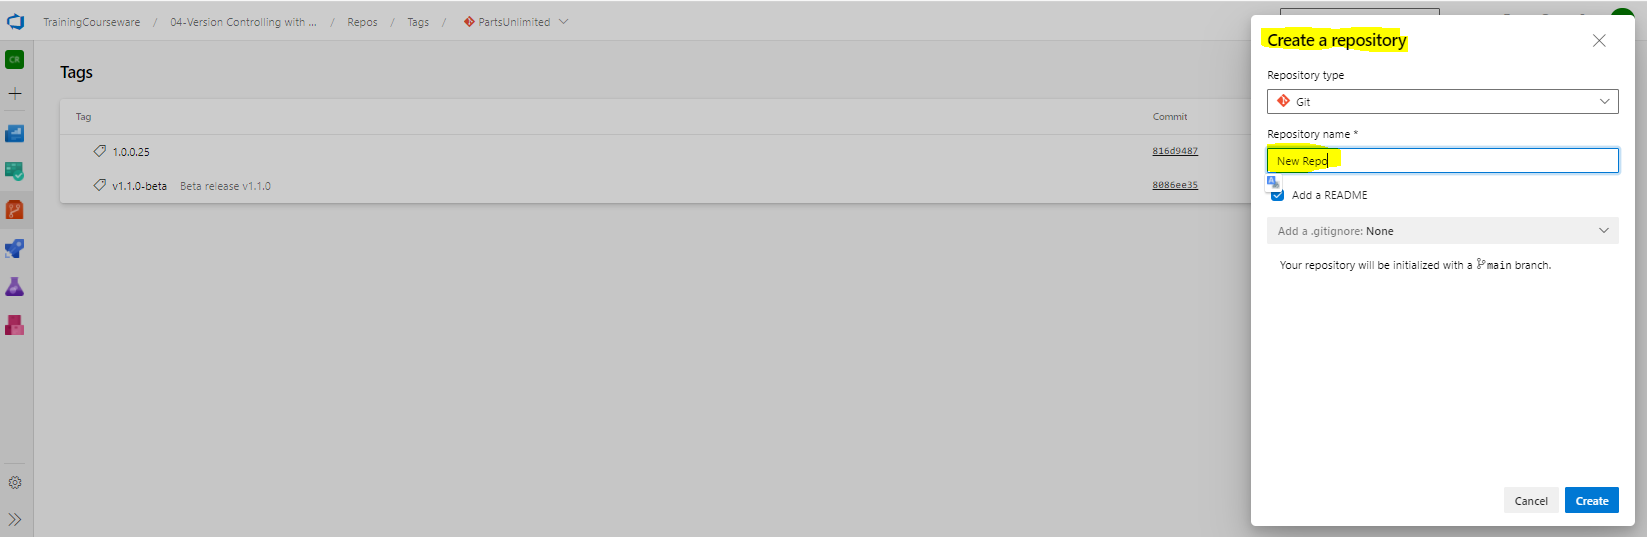 TrainingCourseware / 04-Version Controlling with ... / Repos / Tags / PartsUnlimited
CR
Tags
Tag Commit
1.0.0.25 816d9487
v1.1.0-beta Beta release v1.1.0 8086ee35
Create a repository
Repository type
Git
Repository name *
New Repo
Add a README
Add a .gitignore: None
Your repository will be initialized with a main branch.
Cancel Create